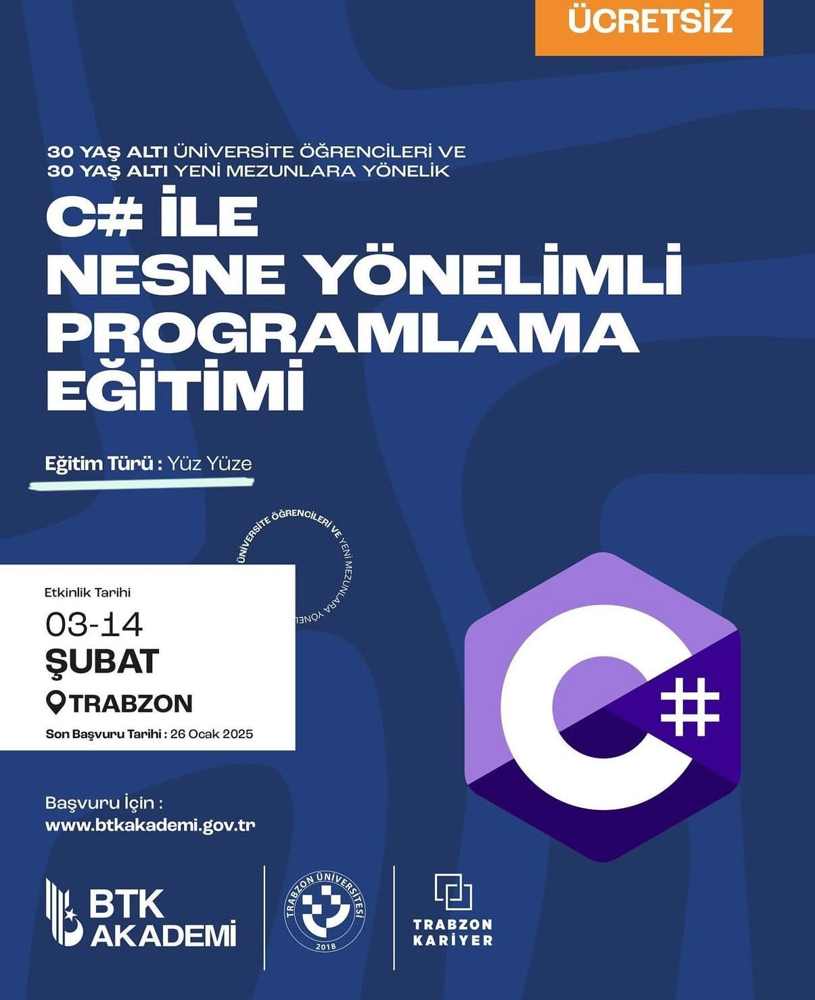 ÜCRETSİZ
30 YAŞ ALTI ÜNİVERSİTE ÖĞRENCİLERİ VE
30 YAŞ ALTI YENİ MEZUNLARA YÖNELİK
C# İLE
NESNE YÖNELİMLİ
PROGRAMLAMA
EĞİTİMİ
Eğitim Türü : Yüz Yüze
ÜNİVERSİTE ÖĞRENCİLERİ VE YENİ MEZUNLARA
Etkinlik Tarihi
03-14
ŞUBAT
TRABZON
Son Başvuru Tarihi : 26 Ocak 2025
C#
Başvuru İçin :
www.btkakademi.gov.tr
BTK
AKADEMİ
TRABZON ÜNİVERSİTESİ
2018
TRABZON
KARİYER